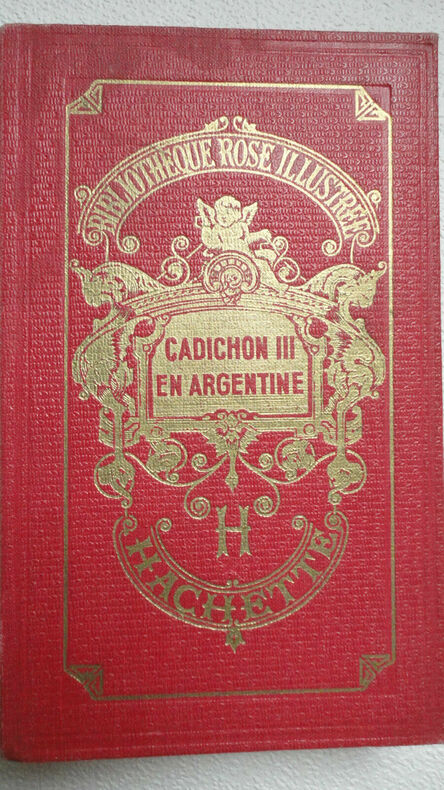 BIBLIOTHÈQUE ROSE ILLUSTRÉE
CADICHON III
EN ARGENTINE
H
HACHETTE